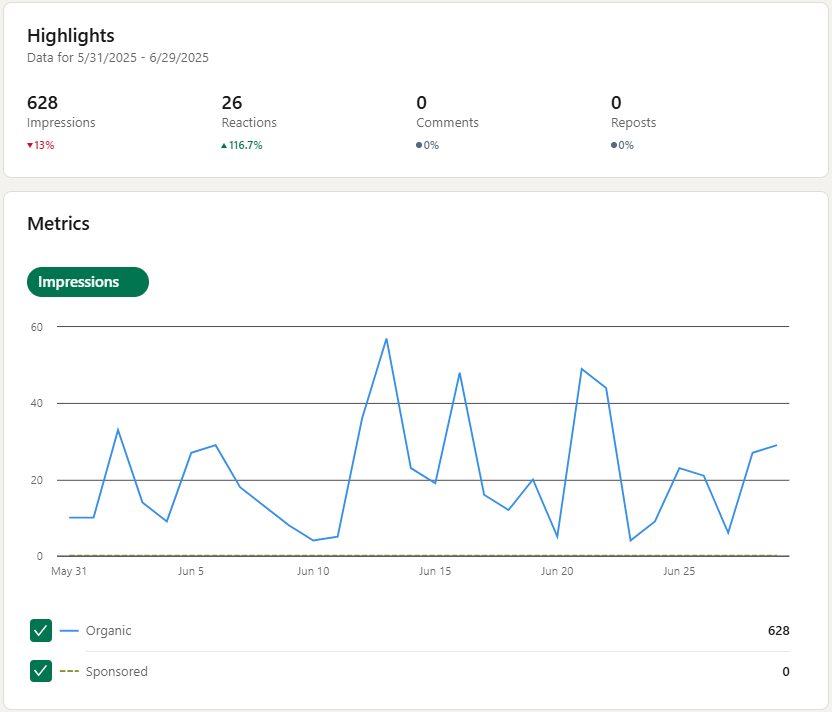 Highlights
Data for 5/31/2025 - 6/29/2025
628 26 0 0
Impressions Reactions Comments Reposts
▼13% ▲116.7% ●0% ●0%
Metrics
Impressions
60
40
20
0
May 31 Jun 5 Jun 10 Jun 15 Jun 20 Jun 25
Organic 628
Sponsored 0